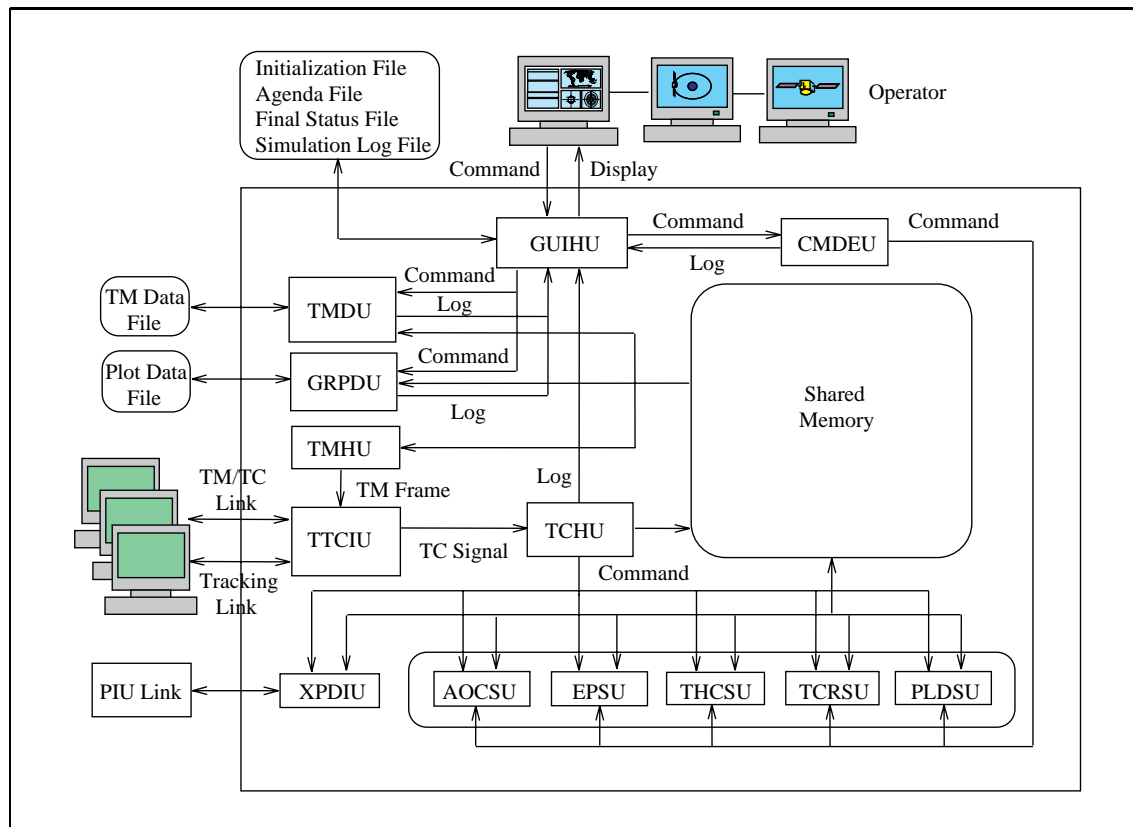 Initialization File
Agenda File
Final Status File
Simulation Log File
Operator
Command
Display
GUIHU
Command
Log
CMDEU
Command
TM Data
File
TMDU
Command
Log
Plot Data
File
GRPDU
Command
Log
Shared
Memory
TMHU
TM Frame
TM/TC
Link
Tracking
Link
TTCIU
TC Signal
Log
TCHU
Command
PIU Link
XPDIU
AOCSU
EPSU
THCSU
TCRSU
PLDSU